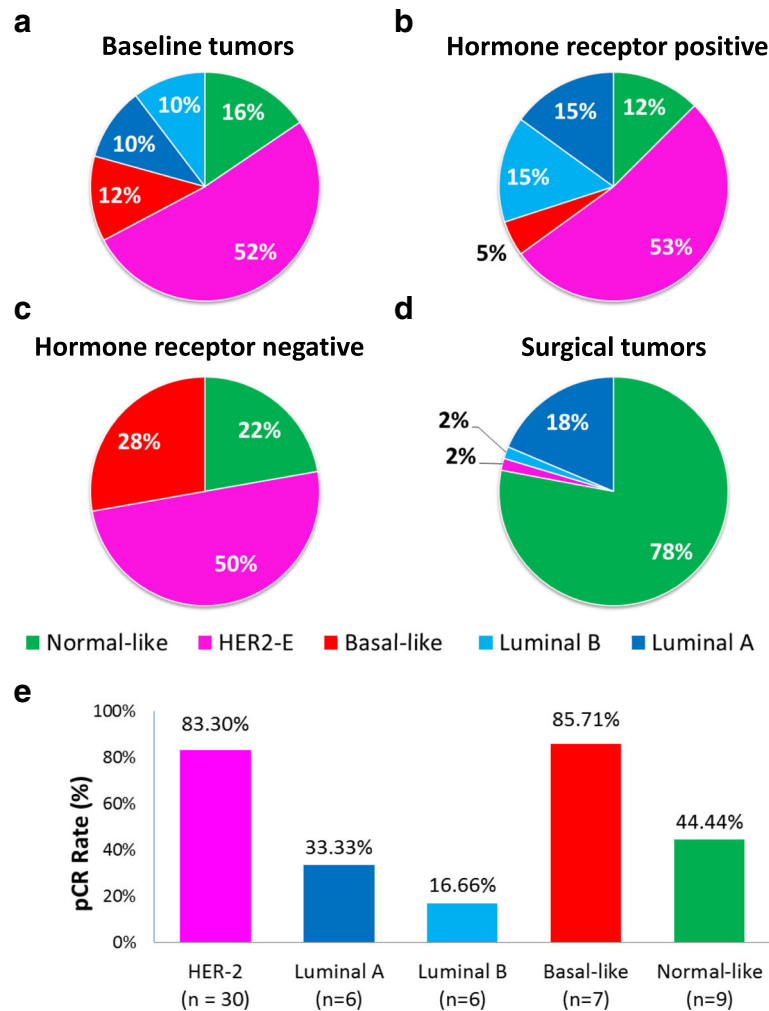 a
Baseline tumors
10%
16%
10%
12%
52%
b
Hormone receptor positive
15%
12%
15%
5%
53%
c
Hormone receptor negative
28%
22%
50%
d
Surgical tumors
2%
18%
2%
78%
Normal-like HER2-E Basal-like Luminal B Luminal A
e
pCR Rate (%)
100%
80%
60%
40%
20%
0%
83.30%
33.33%
16.66%
85.71%
44.44%
HER-2 Luminal A Luminal B Basal-like Normal-like
(n = 30) (n=6) (n=6) (n=7) (n=9)